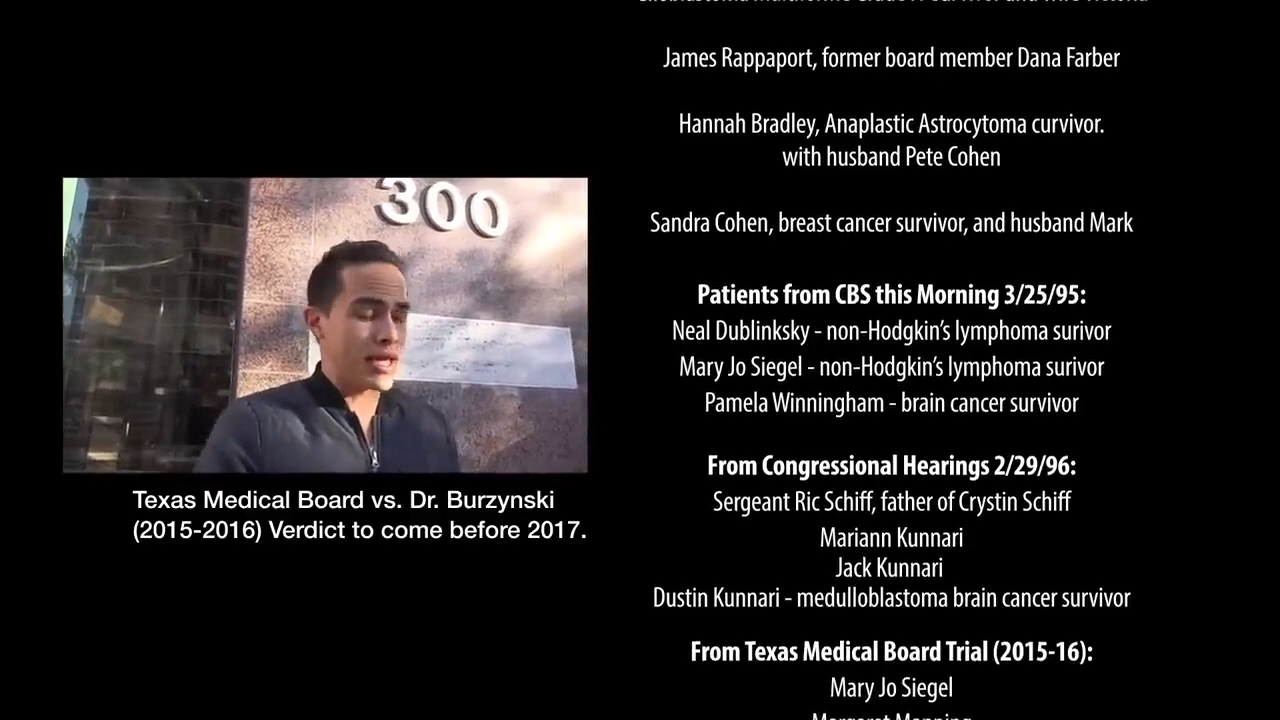 James Rappaport, former board member Dana Farber
Hannah Bradley, Anaplastic Astrocytoma curvivor.
with husband Pete Cohen
Sandra Cohen, breast cancer survivor, and husband Mark
Patients from CBS this Morning 3/25/95:
Neal Dublinksky - non-Hodgkin's lymphoma surivor
Mary Jo Siegel - non-Hodgkin's lymphoma surivor
Pamela Winningham - brain cancer survivor
From Congressional Hearings 2/29/96:
Sergeant Ric Schiff, father of Crystin Schiff
Mariann Kunnari
Jack Kunnari
Dustin Kunnari - medulloblastoma brain cancer survivor
From Texas Medical Board Trial (2015-16):
Mary Jo Siegel
300
Texas Medical Board vs. Dr. Burzynski
(2015-2016) Verdict to come before 2017.